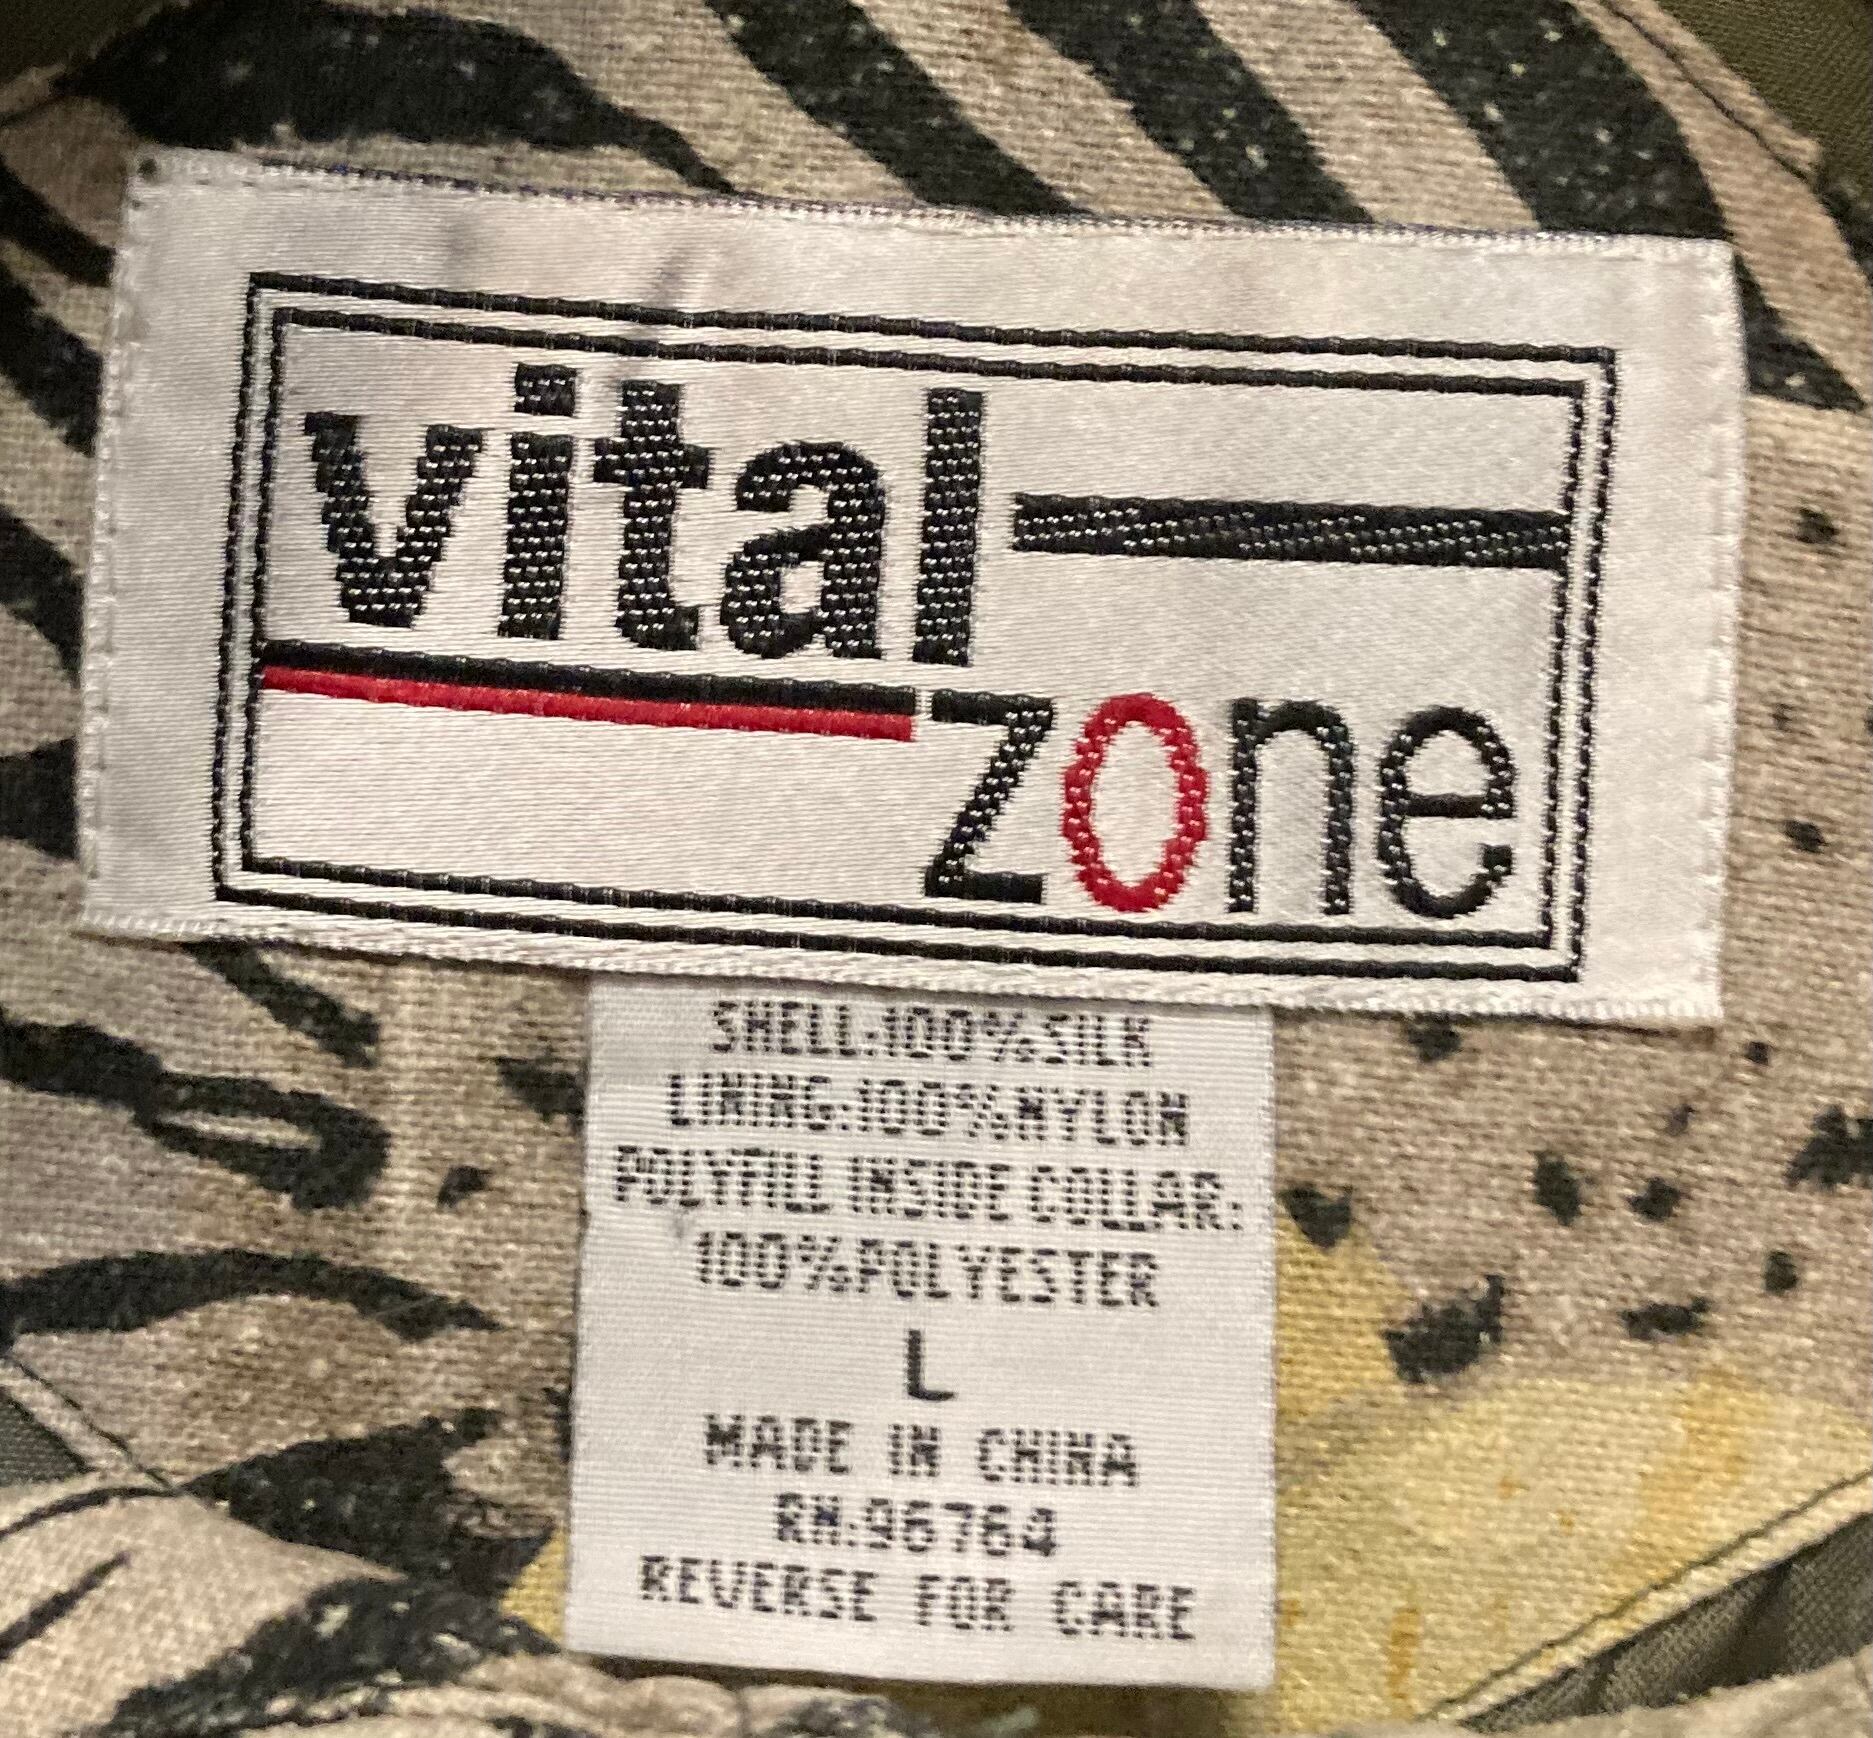 vital
zone
SHELL:100%SILK
LINING:100%NYLON
POLYFILL INSIDE COLLAR:
100%POLYESTER
L
MADE IN CHINA
RN:96764
REVERSE FOR CARE